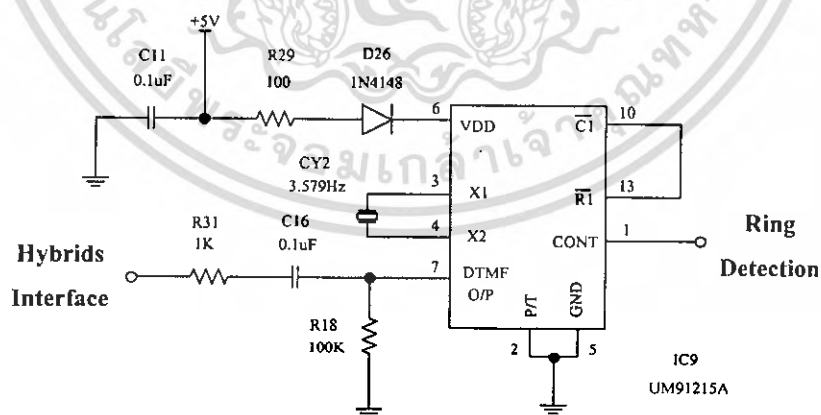 +5V
C11
0.1uF
R29
100
D26
1N4148
6
VDD
C1
10
CY2
3.579Hz
3
X1
R1
13
4
X2
CONT
1
Ring
Detection
Hybrids
Interface
R31
1K
C16
0.1uF
7
DTMF
O/P
P/T
GND
R18
100K
2
5
IC9
UM91215A